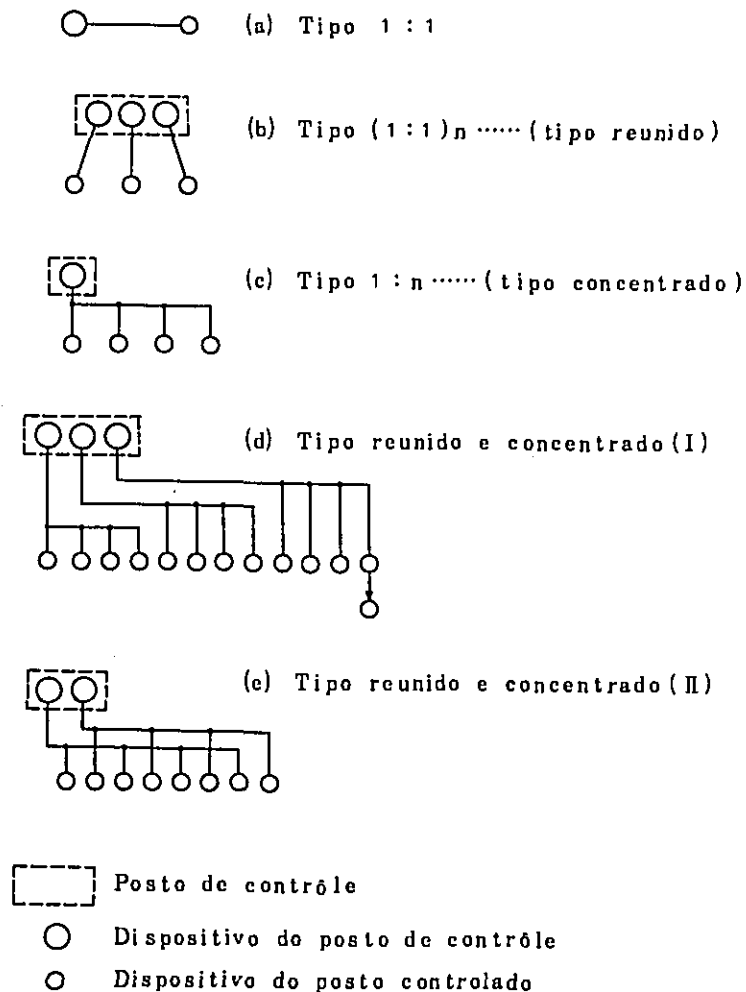 (a) Tipo 1 : 1
(b) Tipo (1:1)n ······ (tipo reunido)
(c) Tipo 1 : n ······ (tipo concentrado)
(d) Tipo reunido e concentrado (I)
(e) Tipo reunido e concentrado (II)
Posto de contrôle
Dispositivo do posto de contrôle
Dispositivo do posto controlado